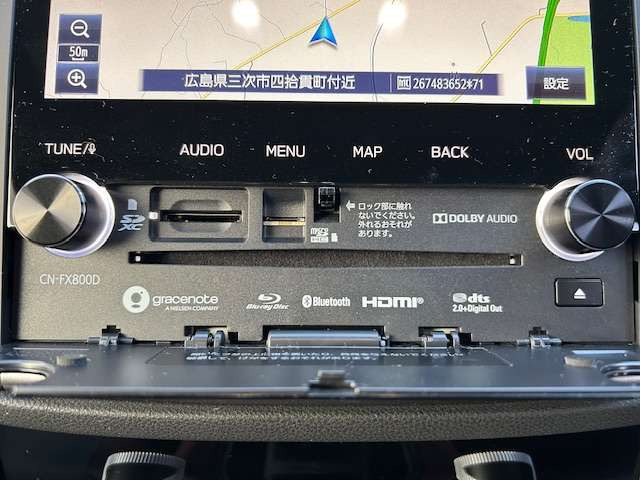 50m
広島県三次市四拾貫町付近 267483652*71 設定
TUNE AUDIO MENU MAP BACK VOL
SD XC
micro SD
ロック部に触れ
ないでください。
外れるおそれが
あります。
DOLBY AUDIO
CN-FX800D
gracenote
A NIELSEN COMPANY
Blu-ray Disc
Bluetooth
HDMI
dts
2.0+Digital Out